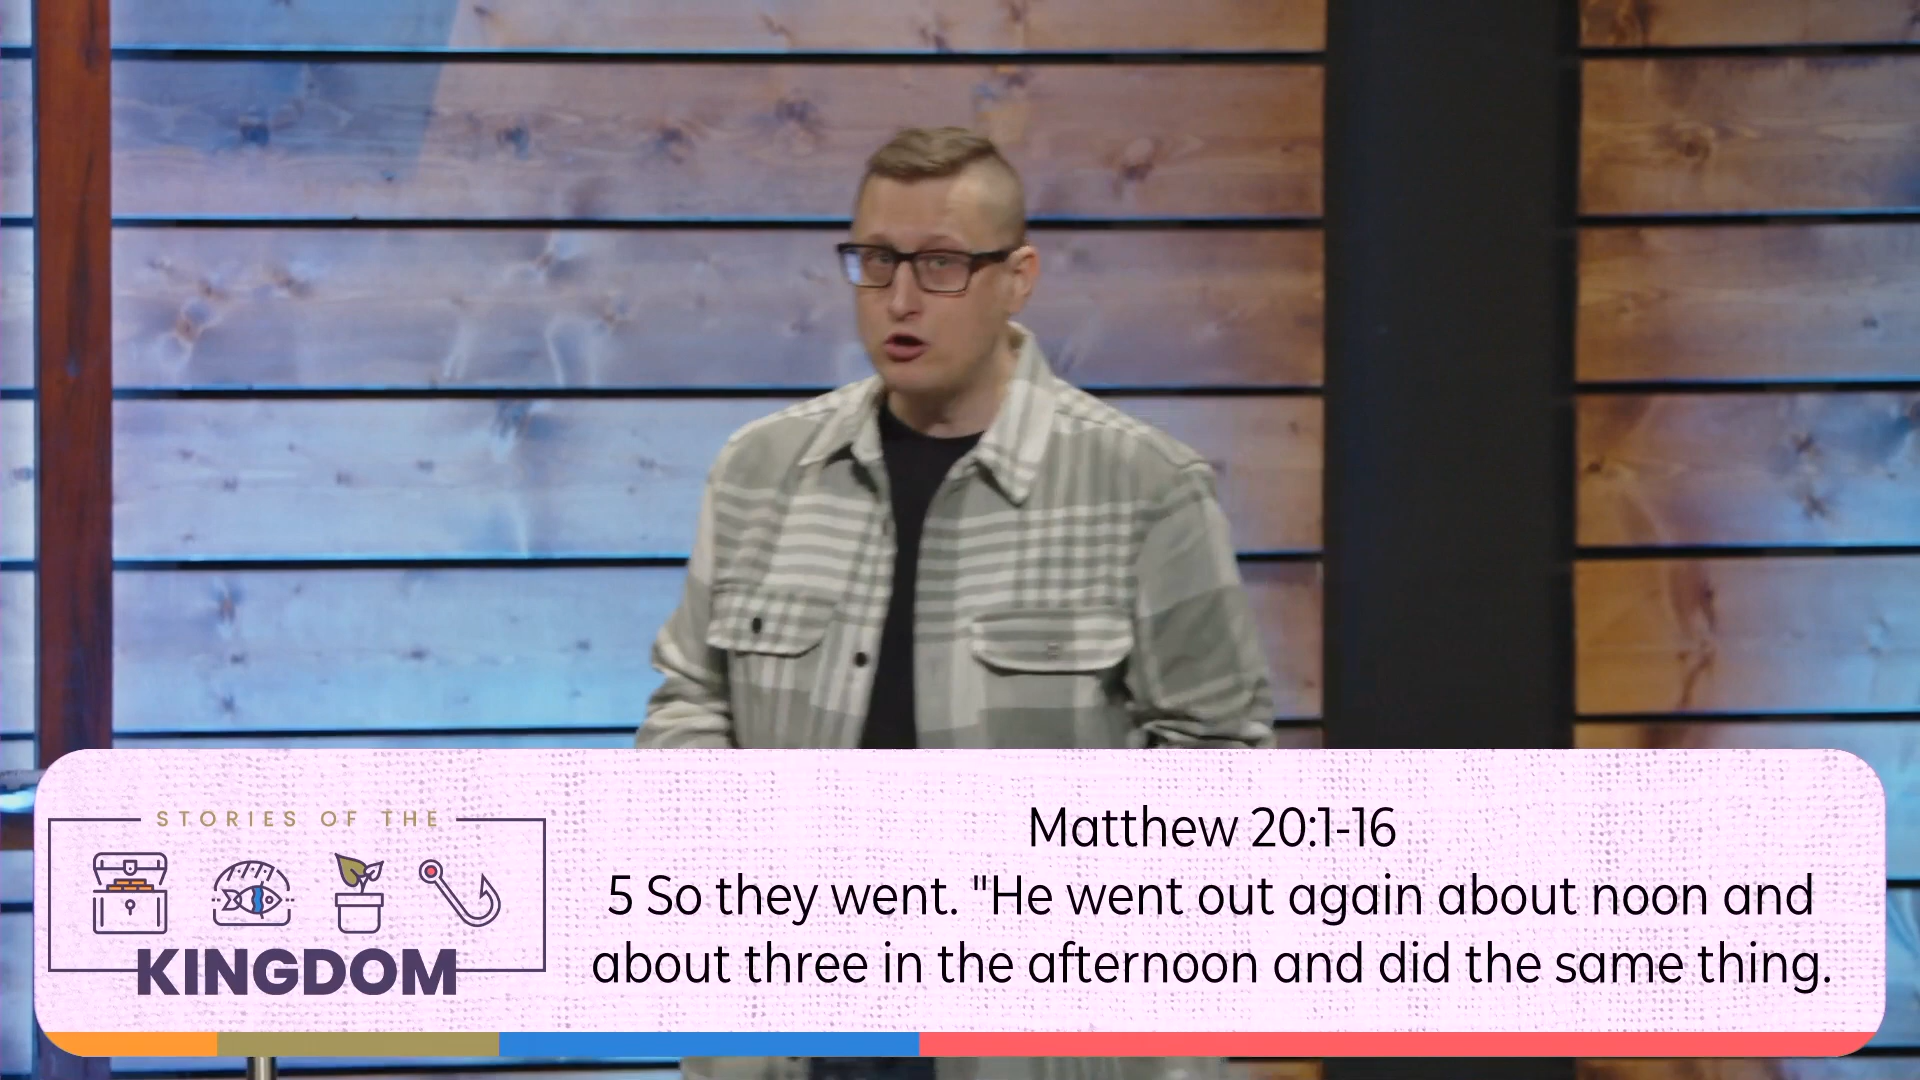 STORIES OF THE
KINGDOM
Matthew 20:1-16
5 So they went. "He went out again about noon and
about three in the afternoon and did the same thing.